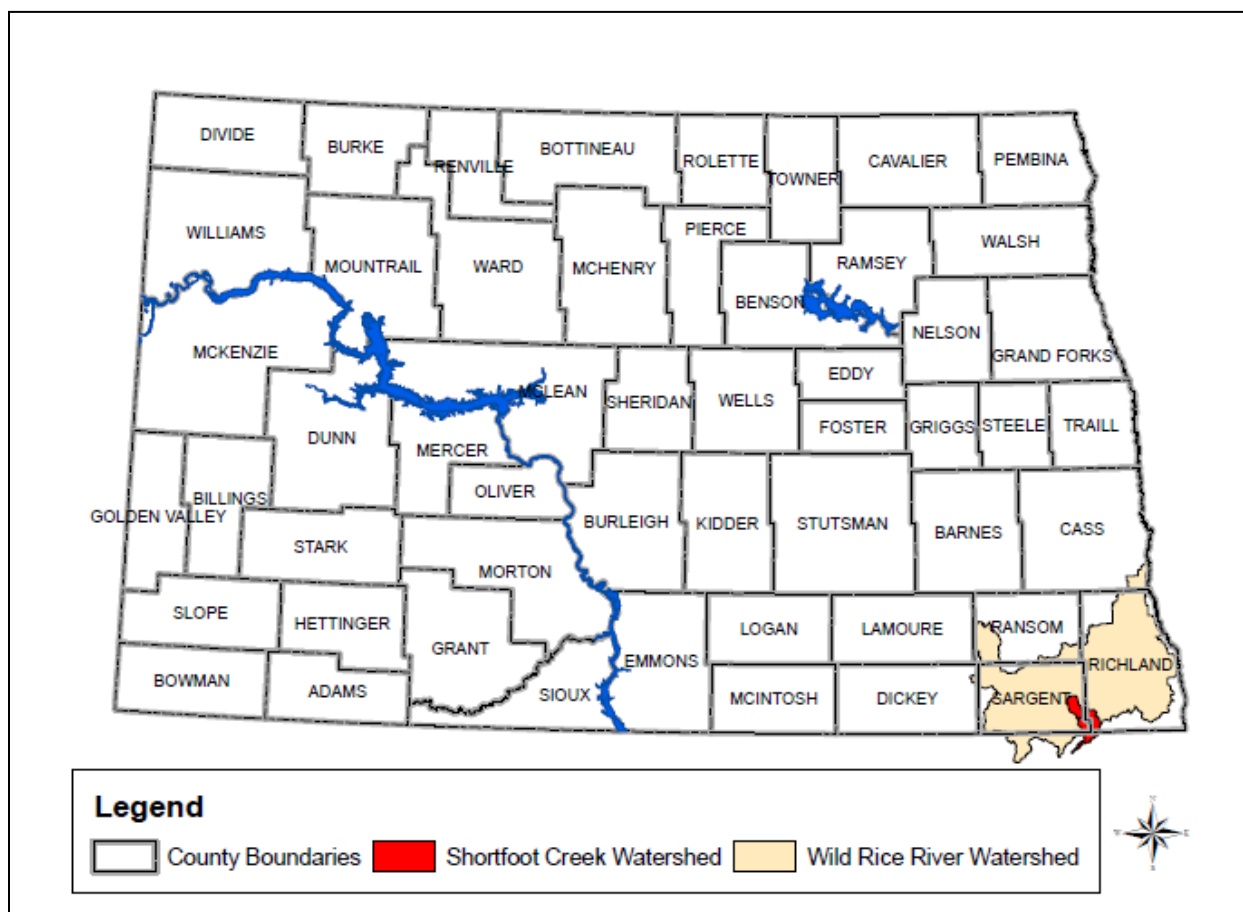 DIVIDE
BURKE
RENVILLE
BOTTINEAU
ROLETTE
TOWNER
CAVALIER
PEMBINA
WILLIAMS
MOUNTRAIL
WARD
MCHENRY
PIERCE
BENSON
RAMSEY
WALSH
NELSON
GRAND FORKS
MCKENZIE
DUNN
MCLEAN
MERCER
OLIVER
SHERIDAN
WELLS
EDDY
FOSTER
GRIGGS
STEELE
TRAILL
GOLDEN VALLEY
BILLINGS
STARK
MORTON
BURLEIGH
KIDDER
STUTSMAN
BARNES
CASS
SLOPE
HETTINGER
GRANT
BOWMAN
ADAMS
SIOUX
EMMONS
LOGAN
LAMOURE
RANSOM
RICHLAND
MCINTOSH
DICKEY
SARGENT
Legend
County Boundaries
Shortfoot Creek Watershed
Wild Rice River Watershed